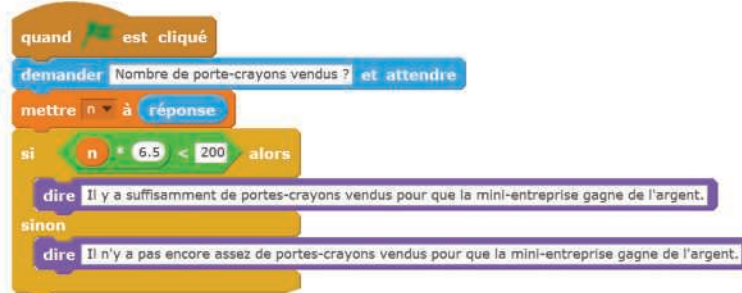 quand est cliqué
demander Nombre de porte-crayons vendus ? et attendre
mettre n à réponse
si n * 6.5 < 200 alors
dire Il y a suffisamment de portes-crayons vendus pour que la mini-entreprise gagne de l'argent.
sinon
dire Il n'y a pas encore assez de portes-crayons vendus pour que la mini-entreprise gagne de l'argent.